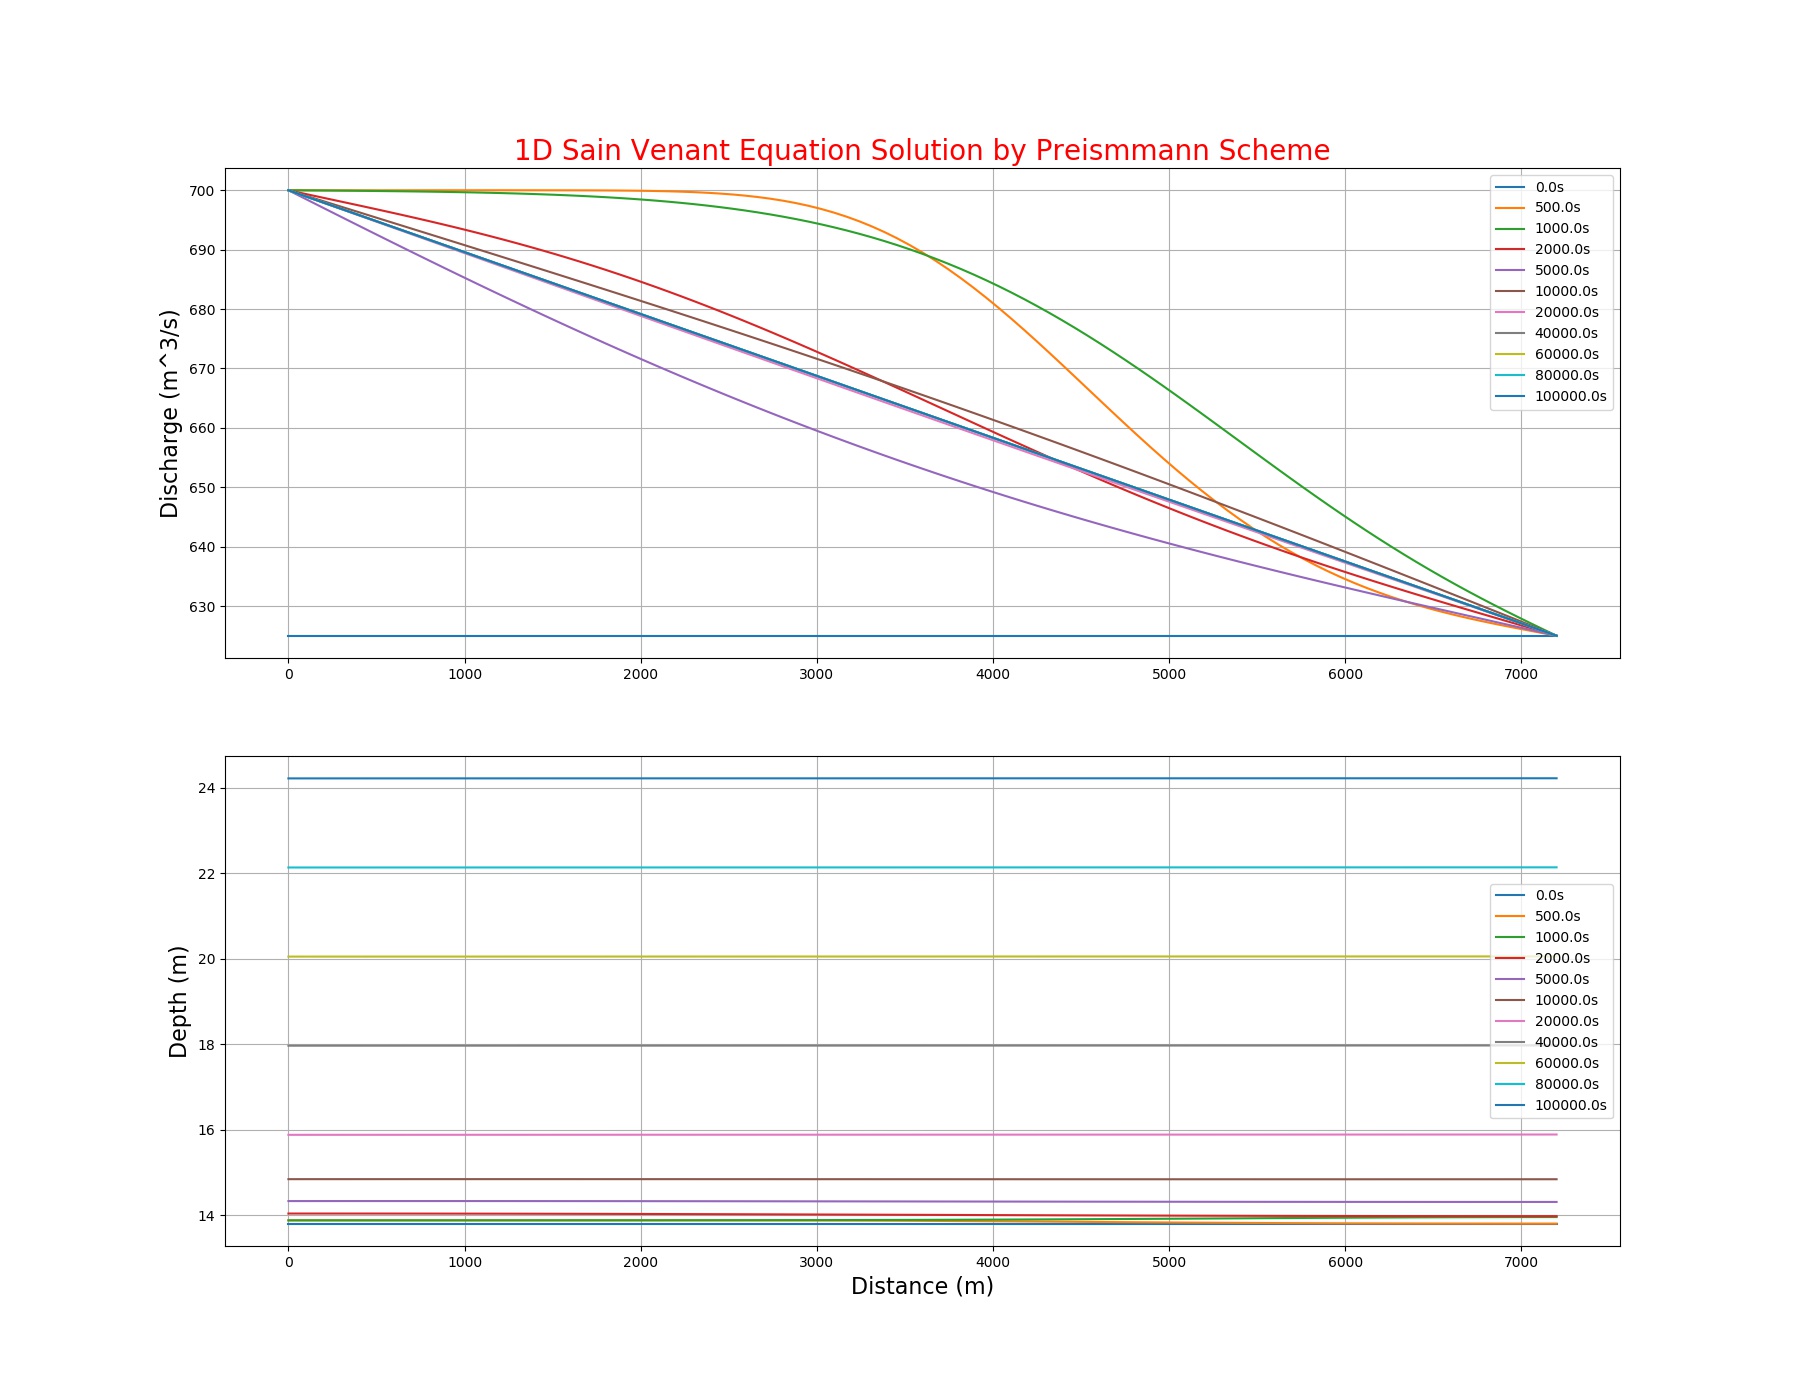 1D Sain Venant Equation Solution by Preismmann Scheme
Discharge (m^3/s)
700
690
680
670
660
650
640
630
0 1000 2000 3000 4000 5000 6000 7000
0.0s
500.0s
1000.0s
2000.0s
5000.0s
10000.0s
20000.0s
40000.0s
60000.0s
80000.0s
100000.0s
Depth (m)
24
22
20
18
16
14
0 1000 2000 3000 4000 5000 6000 7000
0.0s
500.0s
1000.0s
2000.0s
5000.0s
10000.0s
20000.0s
40000.0s
60000.0s
80000.0s
100000.0s
Distance (m)